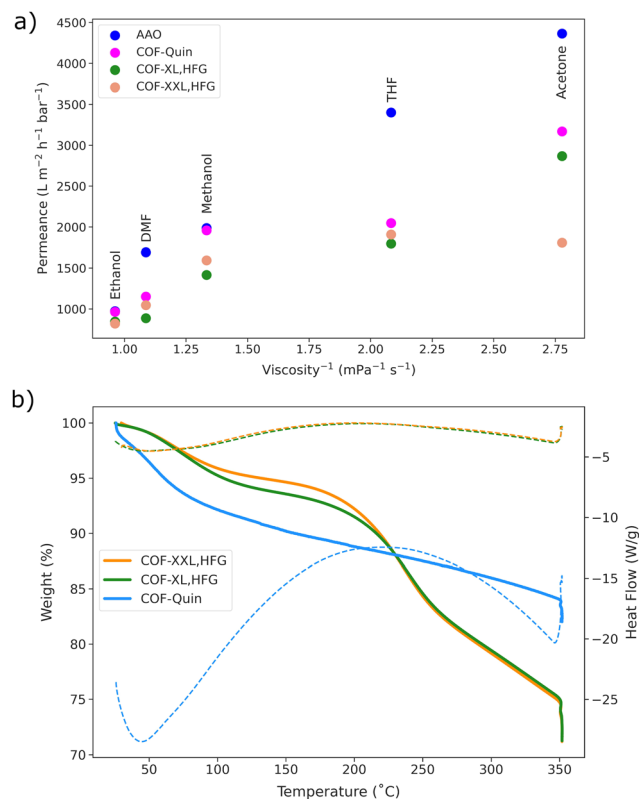 a)
4500
4000
3500
3000
2500
2000
1500
1000
Permeance (L m⁻² h⁻¹ bar⁻¹)
AAO
COF-Quin
COF-XL,HFG
COF-XXL,HFG
Ethanol
DMF
Methanol
THF
Acetone
1.00 1.25 1.50 1.75 2.00 2.25 2.50 2.75
Viscosity⁻¹ (mPa⁻¹ s⁻¹)
b)
100
95
90
85
80
75
70
Weight (%)
COF-XXL,HFG
COF-XL,HFG
COF-Quin
−5
−10
−15
−20
−25
Heat Flow (W/g)
50 100 150 200 250 300 350
Temperature (˚C)